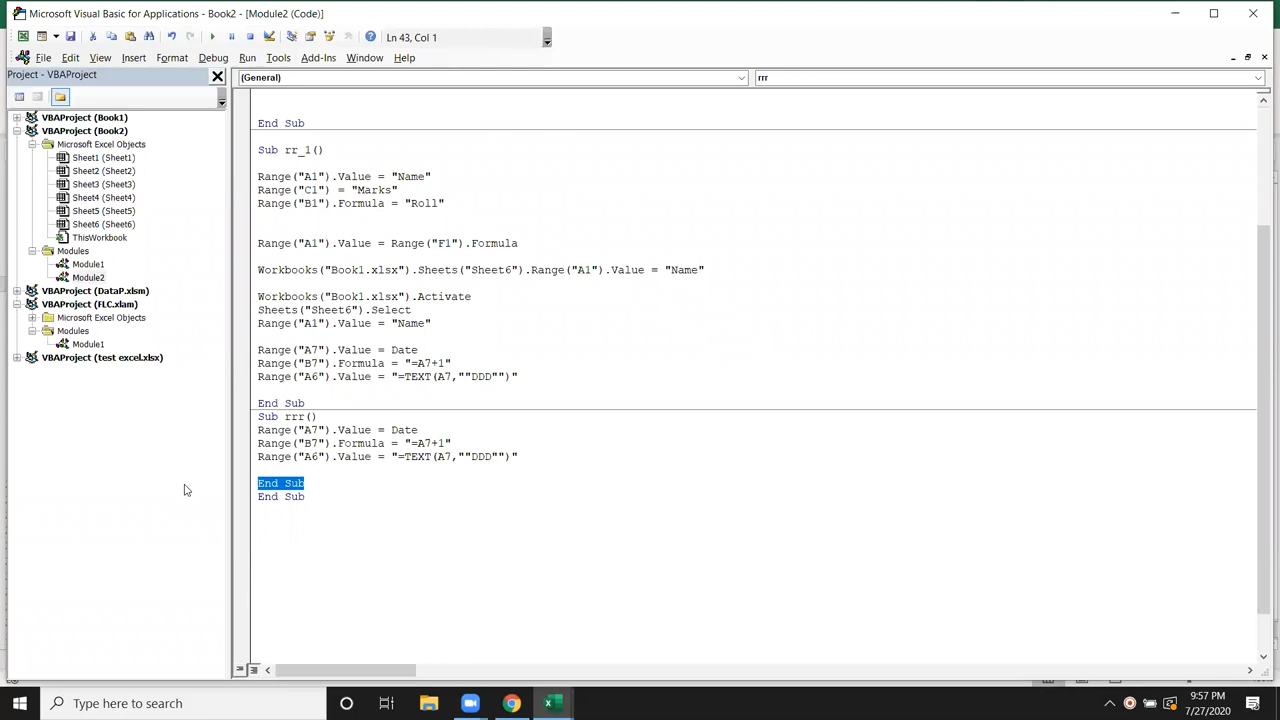 Microsoft Visual Basic for Applications - Book2 - [Module2 (Code)]
Ln 43, Col 1
File Edit View Insert Format Debug Run Tools Add-Ins Window Help
Project - VBAProject
(General) rrr
VBAProject (Book1)
VBAProject (Book2)
Microsoft Excel Objects
Sheet1 (Sheet1)
Sheet2 (Sheet2)
Sheet3 (Sheet3)
Sheet4 (Sheet4)
Sheet5 (Sheet5)
Sheet6 (Sheet6)
ThisWorkbook
Modules
Module1
Module2
VBAProject (DataP.xlsm)
VBAProject (FLC.xlam)
Microsoft Excel Objects
Modules
Module1
VBAProject (test excel.xlsx)
End Sub
Sub rr_1()
Range("A1").Value = "Name"
Range("C1") = "Marks"
Range("B1").Formula = "Roll"
Range("A1").Value = Range("F1").Formula
Workbooks("Book1.xlsx").Sheets("Sheet6").Range("A1").Value = "Name"
Workbooks("Book1.xlsx").Activate
Sheets("Sheet6").Select
Range("A1").Value = "Name"
Range("A7").Value = Date
Range("B7").Formula = "=A7+1"
Range("A6").Value = "=TEXT(A7,""DDD"")"
End Sub
Sub rrr()
Range("A7").Value = Date
Range("B7").Formula = "=A7+1"
Range("A6").Value = "=TEXT(A7,""DDD"")"
End Sub
End Sub
Type here to search
9:57 PM
7/27/2020